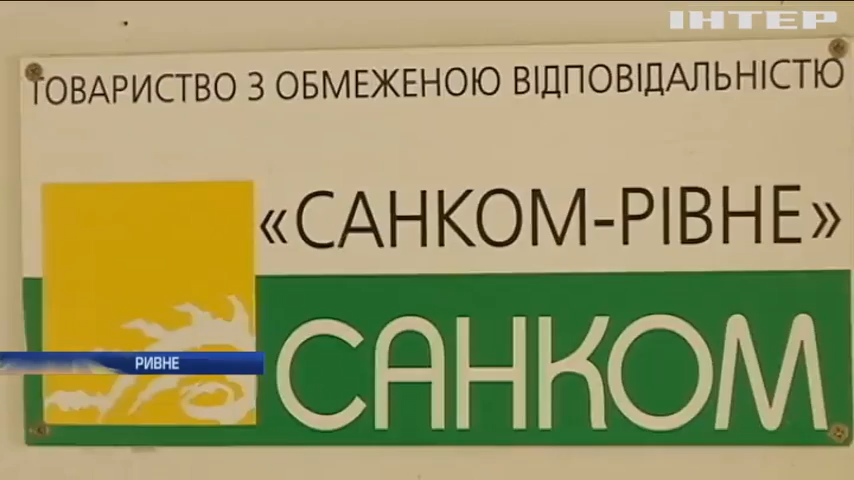 ІНТЕР
ТОВАРИСТВО З ОБМЕЖЕНОЮ ВІДПОВІДАЛЬНІСТЮ
«САНКОМ-РІВНЕ»
САНКОМ
РИВНЕ